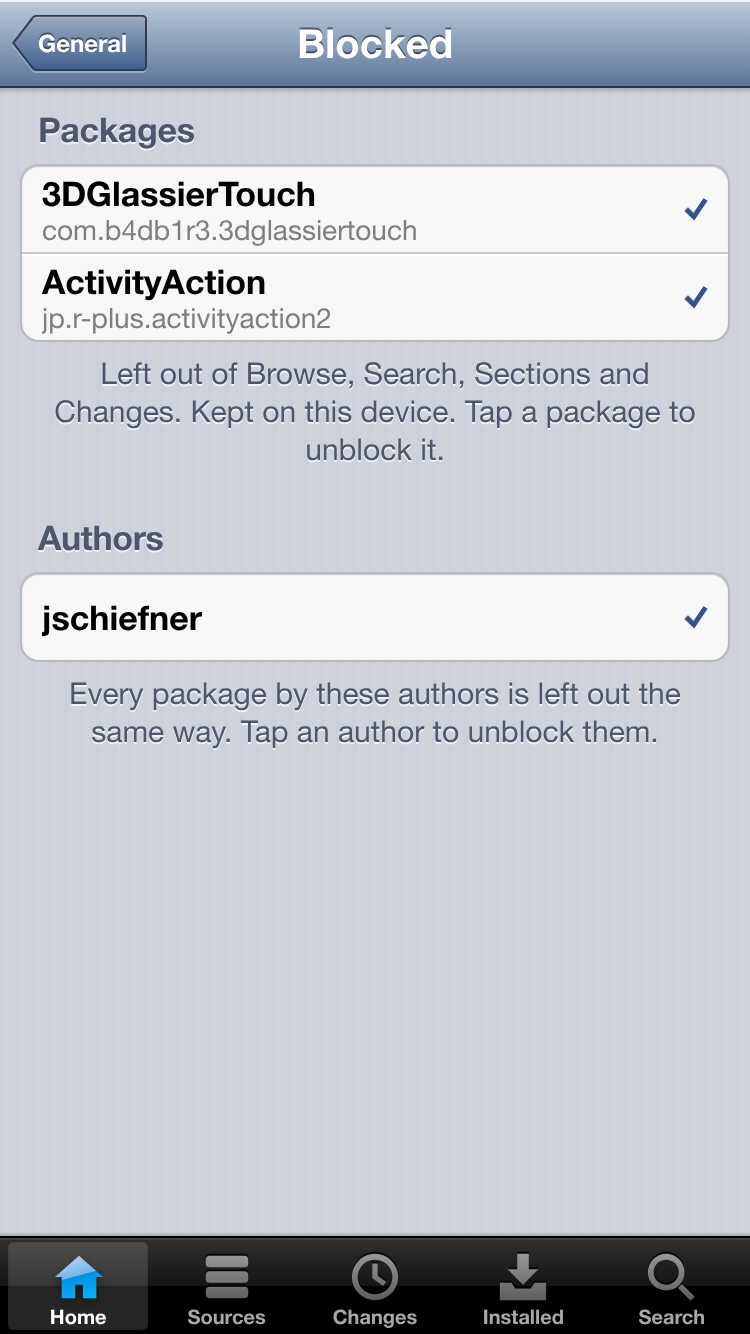 General
Blocked
Packages
3DGlassierTouch
com.b4db1r3.3dglassiertouch
ActivityAction
jp.r-plus.activityaction2
Left out of Browse, Search, Sections and
Changes. Kept on this device. Tap a package to
unblock it.
Authors
jschiefner
Every package by these authors is left out the
same way. Tap an author to unblock them.
Home
Sources
Changes
Installed
Search